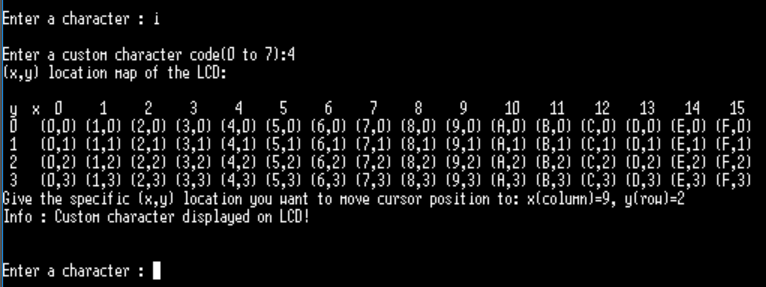 Enter a character : i
Enter a custom character code(0 to 7):4
(x,y) location map of the LCD:
y x 0 1 2 3 4 5 6 7 8 9 10 11 12 13 14 15
0 (0,0) (1,0) (2,0) (3,0) (4,0) (5,0) (6,0) (7,0) (8,0) (9,0) (A,0) (B,0) (C,0) (D,0) (E,0) (F,0)
1 (0,1) (1,1) (2,1) (3,1) (4,1) (5,1) (6,1) (7,1) (8,1) (9,1) (A,1) (B,1) (C,1) (D,1) (E,1) (F,1)
2 (0,2) (1,2) (2,2) (3,2) (4,2) (5,2) (6,2) (7,2) (8,2) (9,2) (A,2) (B,2) (C,2) (D,2) (E,2) (F,2)
3 (0,3) (1,3) (2,3) (3,3) (4,3) (5,3) (6,3) (7,3) (8,3) (9,3) (A,3) (B,3) (C,3) (D,3) (E,3) (F,3)
Give the specific (x,y) location you want to move cursor position to: x(column)=9, y(row)=2
Info : Custom character displayed on LCD!
Enter a character :